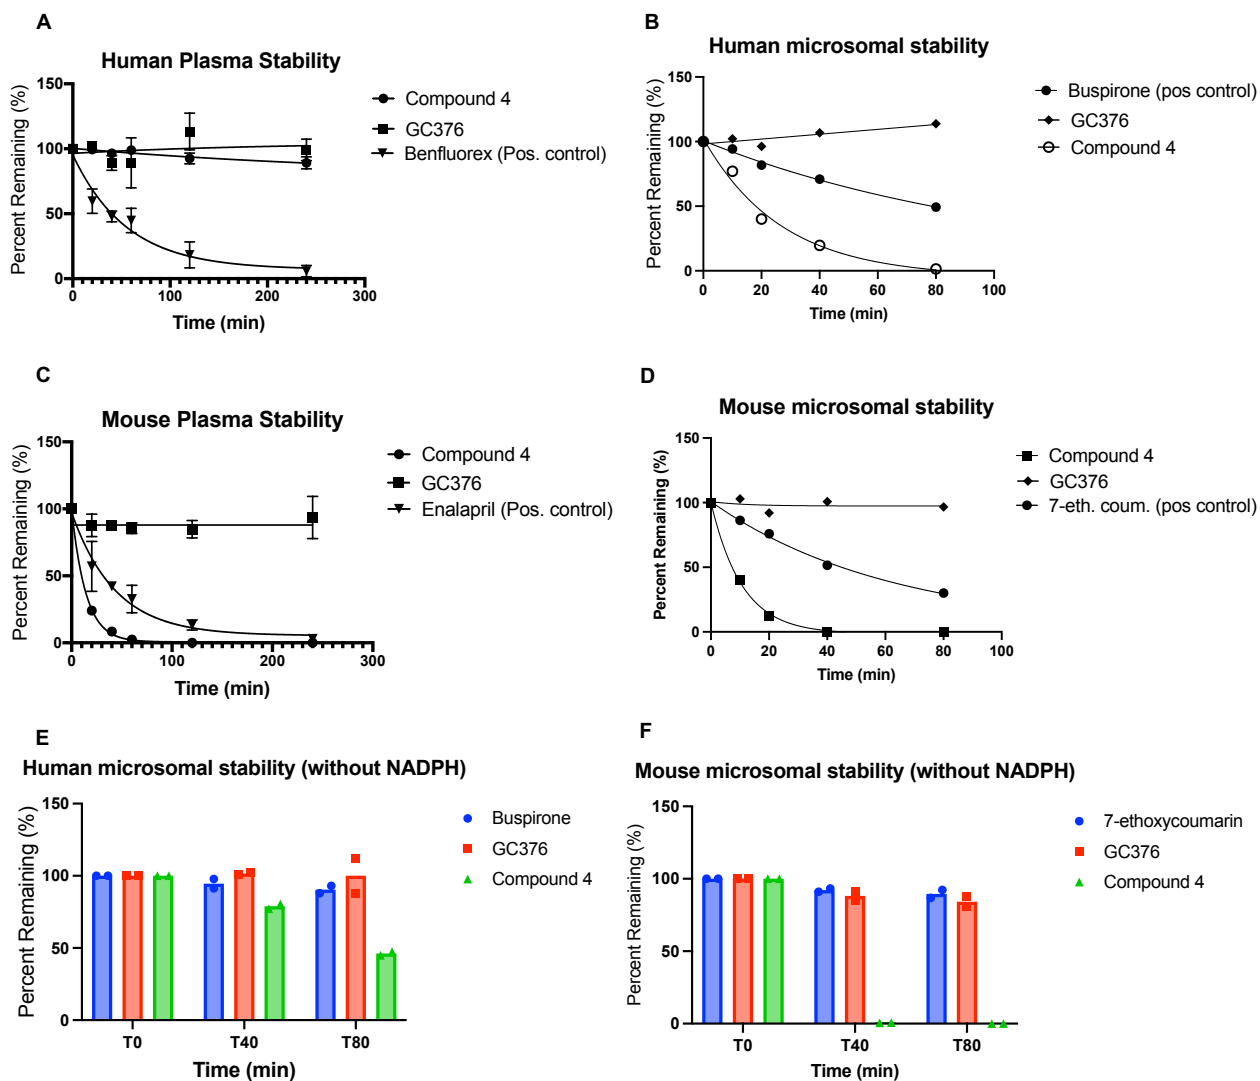 A
Human Plasma Stability
Percent Remaining (%)
150
100
50
0
0
100
200
300
Time (min)
Compound 4
GC376
Benfluorex (Pos. control)
B
Human microsomal stability
Percent Remaining (%)
150
100
50
0
0
20
40
60
80
100
Time (min)
Buspirone (pos control)
GC376
Compound 4
C
Mouse Plasma Stability
Percent Remaining (%)
150
100
50
0
0
100
200
300
Time (min)
Compound 4
GC376
Enalapril (Pos. control)
D
Mouse microsomal stability
Percent Remaining (%)
150
100
50
0
0
20
40
60
80
100
Time (min)
Compound 4
GC376
7-eth. coum. (pos control)
E
Human microsomal stability (without NADPH)
Percent Remaining (%)
150
100
50
0
T0
T40
T80
Time (min)
Buspirone
GC376
Compound 4
F
Mouse microsomal stability (without NADPH)
Percent Remaining (%)
150
100
50
0
T0
T40
T80
Time (min)
7-ethoxycoumarin
GC376
Compound 4